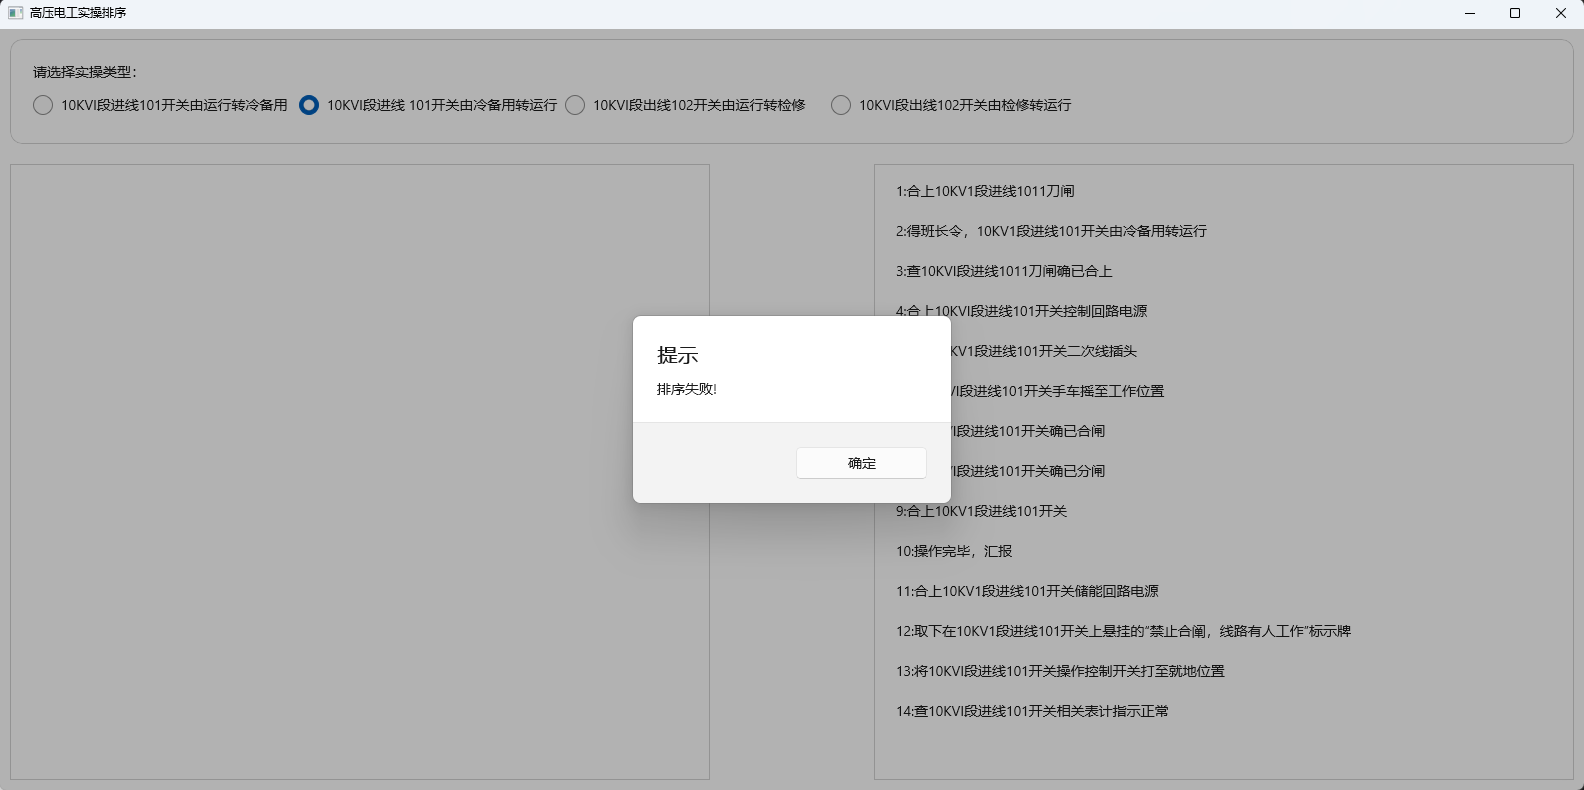 高压电工实操排序
请选择实操类型：
10KVI段进线101开关由运行转冷备用
10KVI段进线 101开关由冷备用转运行
10KVI段出线102开关由运行转检修
10KVI段出线102开关由检修转运行
1:合上10KV1段进线1011刀闸
2:得班长令，10KV1段进线101开关由冷备用转运行
3:查10KVI段进线1011刀闸确已合上
4:合上10KVI段进线101开关控制回路电源
KV1段进线101开关二次线插头
I段进线101开关手车摇至工作位置
I段进线101开关确已合闸
I段进线101开关确已分闸
9:合上10KV1段进线101开关
10:操作完毕，汇报
11:合上10KV1段进线101开关储能回路电源
12:取下在10KV1段进线101开关上悬挂的“禁止合阐，线路有人工作”标示牌
13:将10KVI段进线101开关操作控制开关打至就地位置
14:查10KVI段进线101开关相关表计指示正常
提示
排序失败!
确定